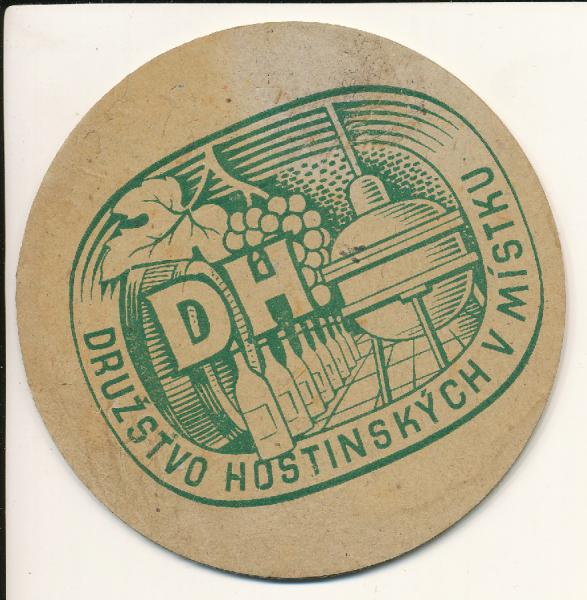 DH
DRUŽSTVO HOSTINSKÝCH V MÍSTKU